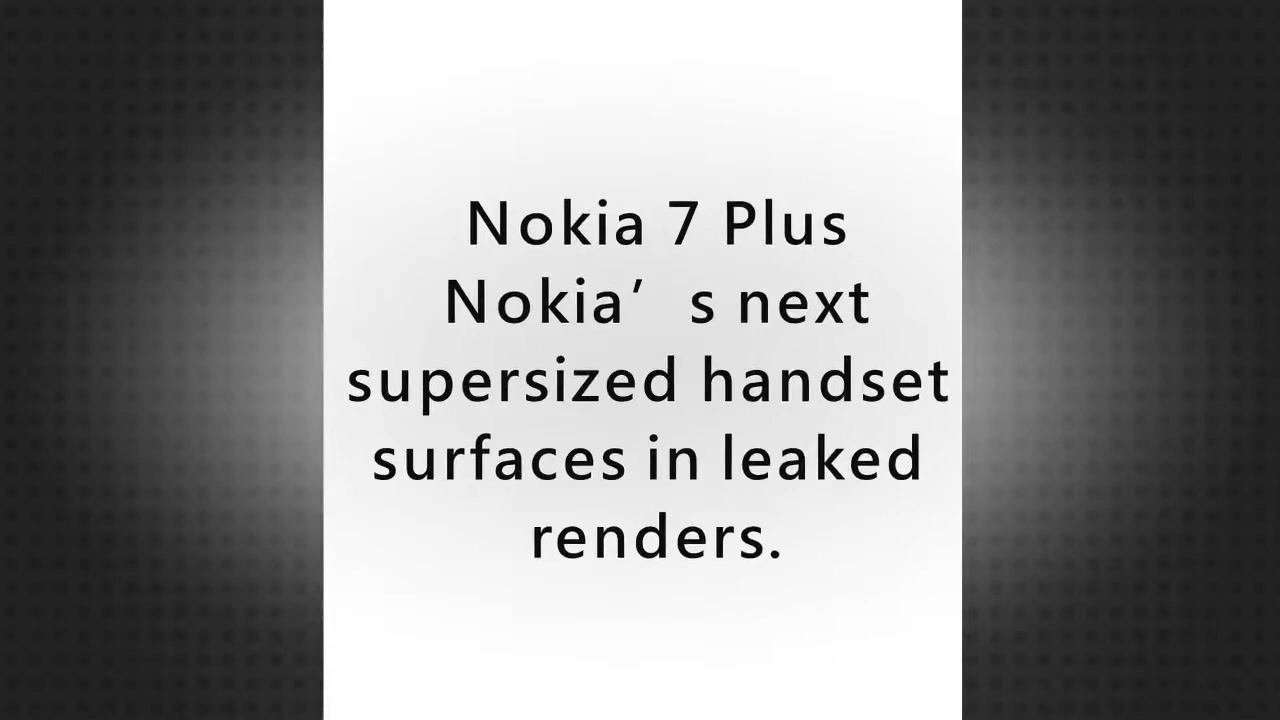 Nokia 7 Plus
Nokia’ s next
supersized handset
surfaces in leaked
renders.